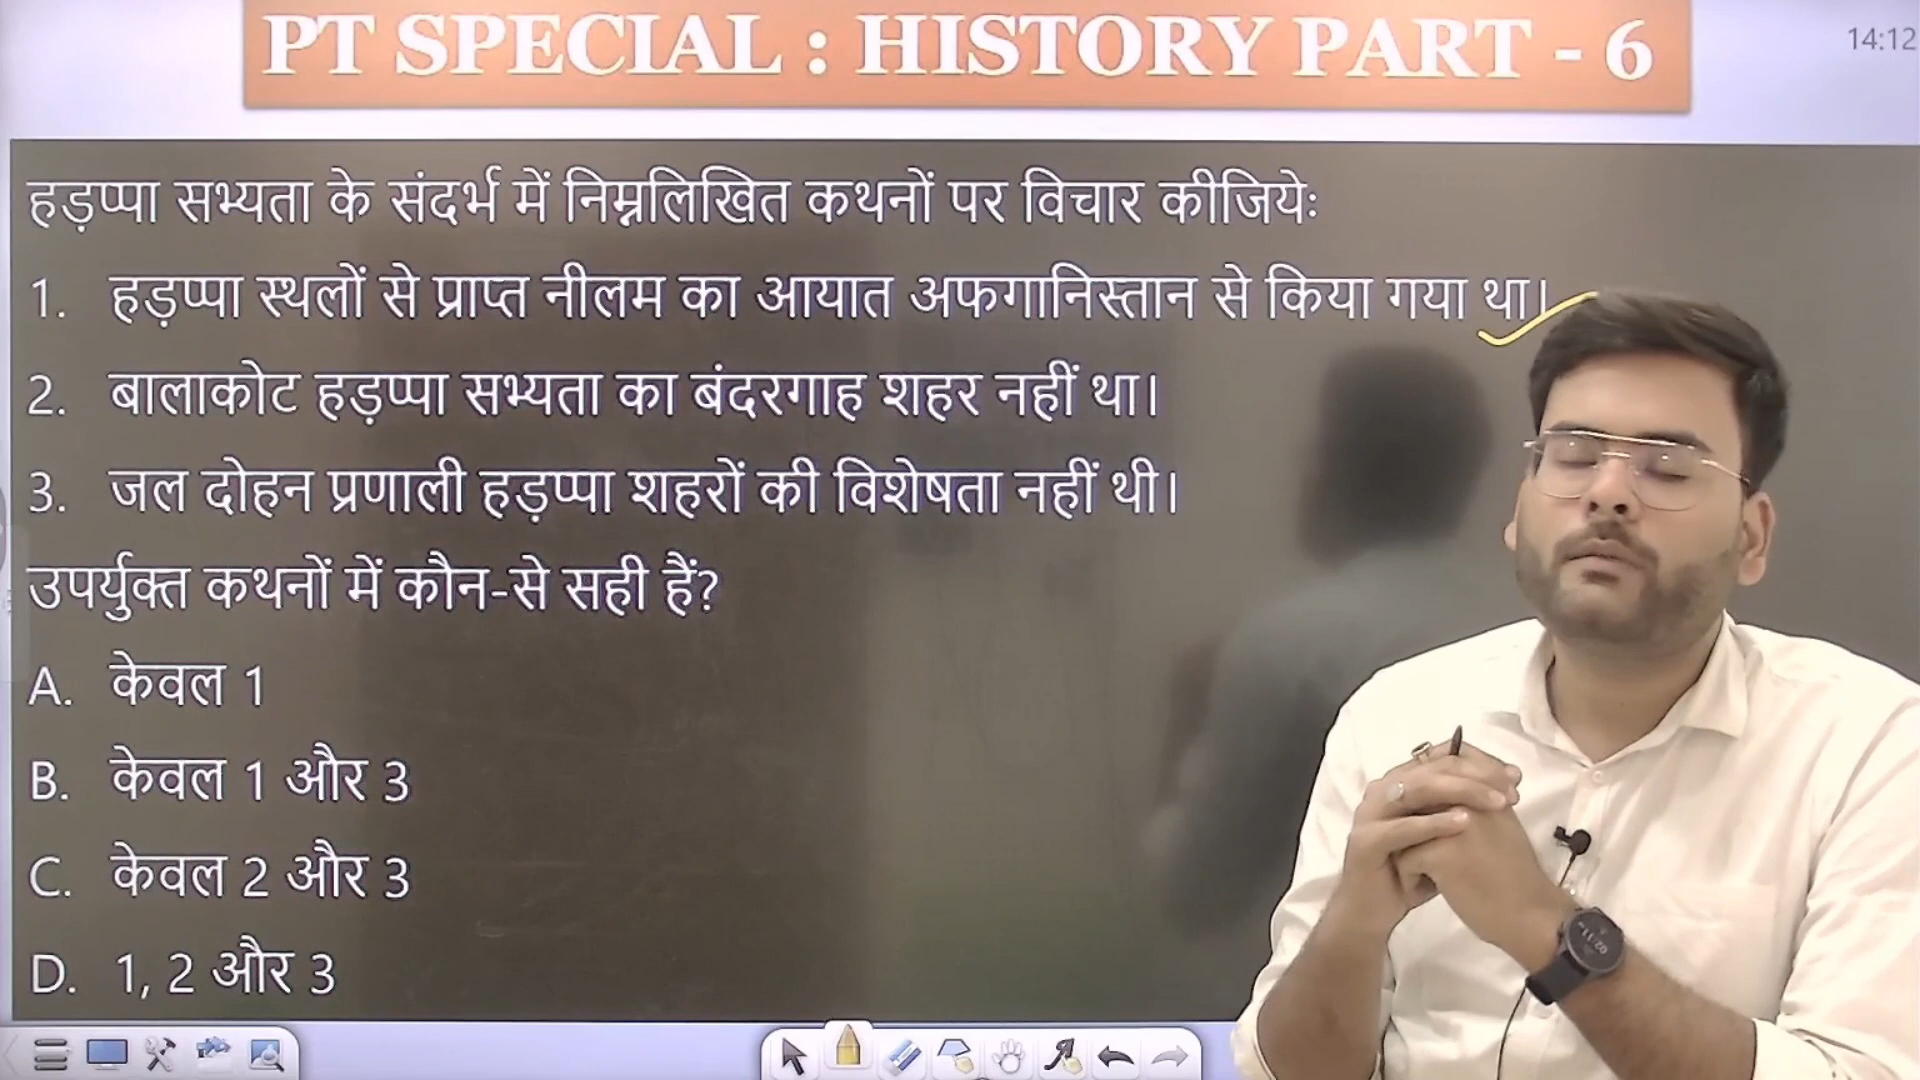 PT SPECIAL : HISTORY PART - 6
14:12
हड़प्पा सभ्यता के संदर्भ में निम्नलिखित कथनों पर विचार कीजियेः
1. हड़प्पा स्थलों से प्राप्त नीलम का आयात अफगानिस्तान से किया गया था।
2. बालाकोट हड़प्पा सभ्यता का बंदरगाह शहर नहीं था।
3. जल दोहन प्रणाली हड़प्पा शहरों की विशेषता नहीं थी।
उपर्युक्त कथनों में कौन-से सही हैं?
A. केवल 1
B. केवल 1 और 3
C. केवल 2 और 3
D. 1, 2 और 3